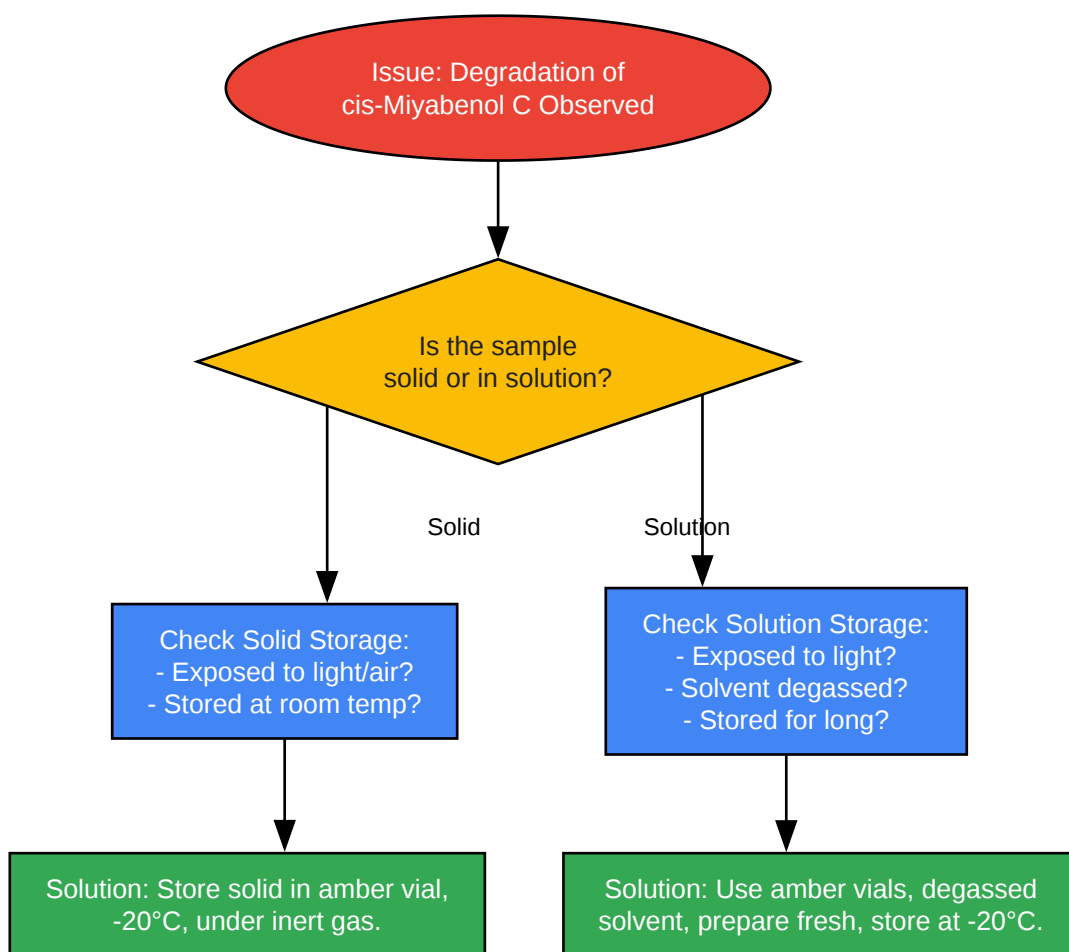 Issue: Degradation of
cis-Miyabenol C Observed
Is the sample
solid or in solution?
Solid
Solution
Check Solid Storage:
- Exposed to light/air?
- Stored at room temp?
Check Solution Storage:
- Exposed to light?
- Solvent degassed?
- Stored for long?
Solution: Store solid in amber vial,
-20°C, under inert gas.
Solution: Use amber vials, degassed
solvent, prepare fresh, store at -20°C.